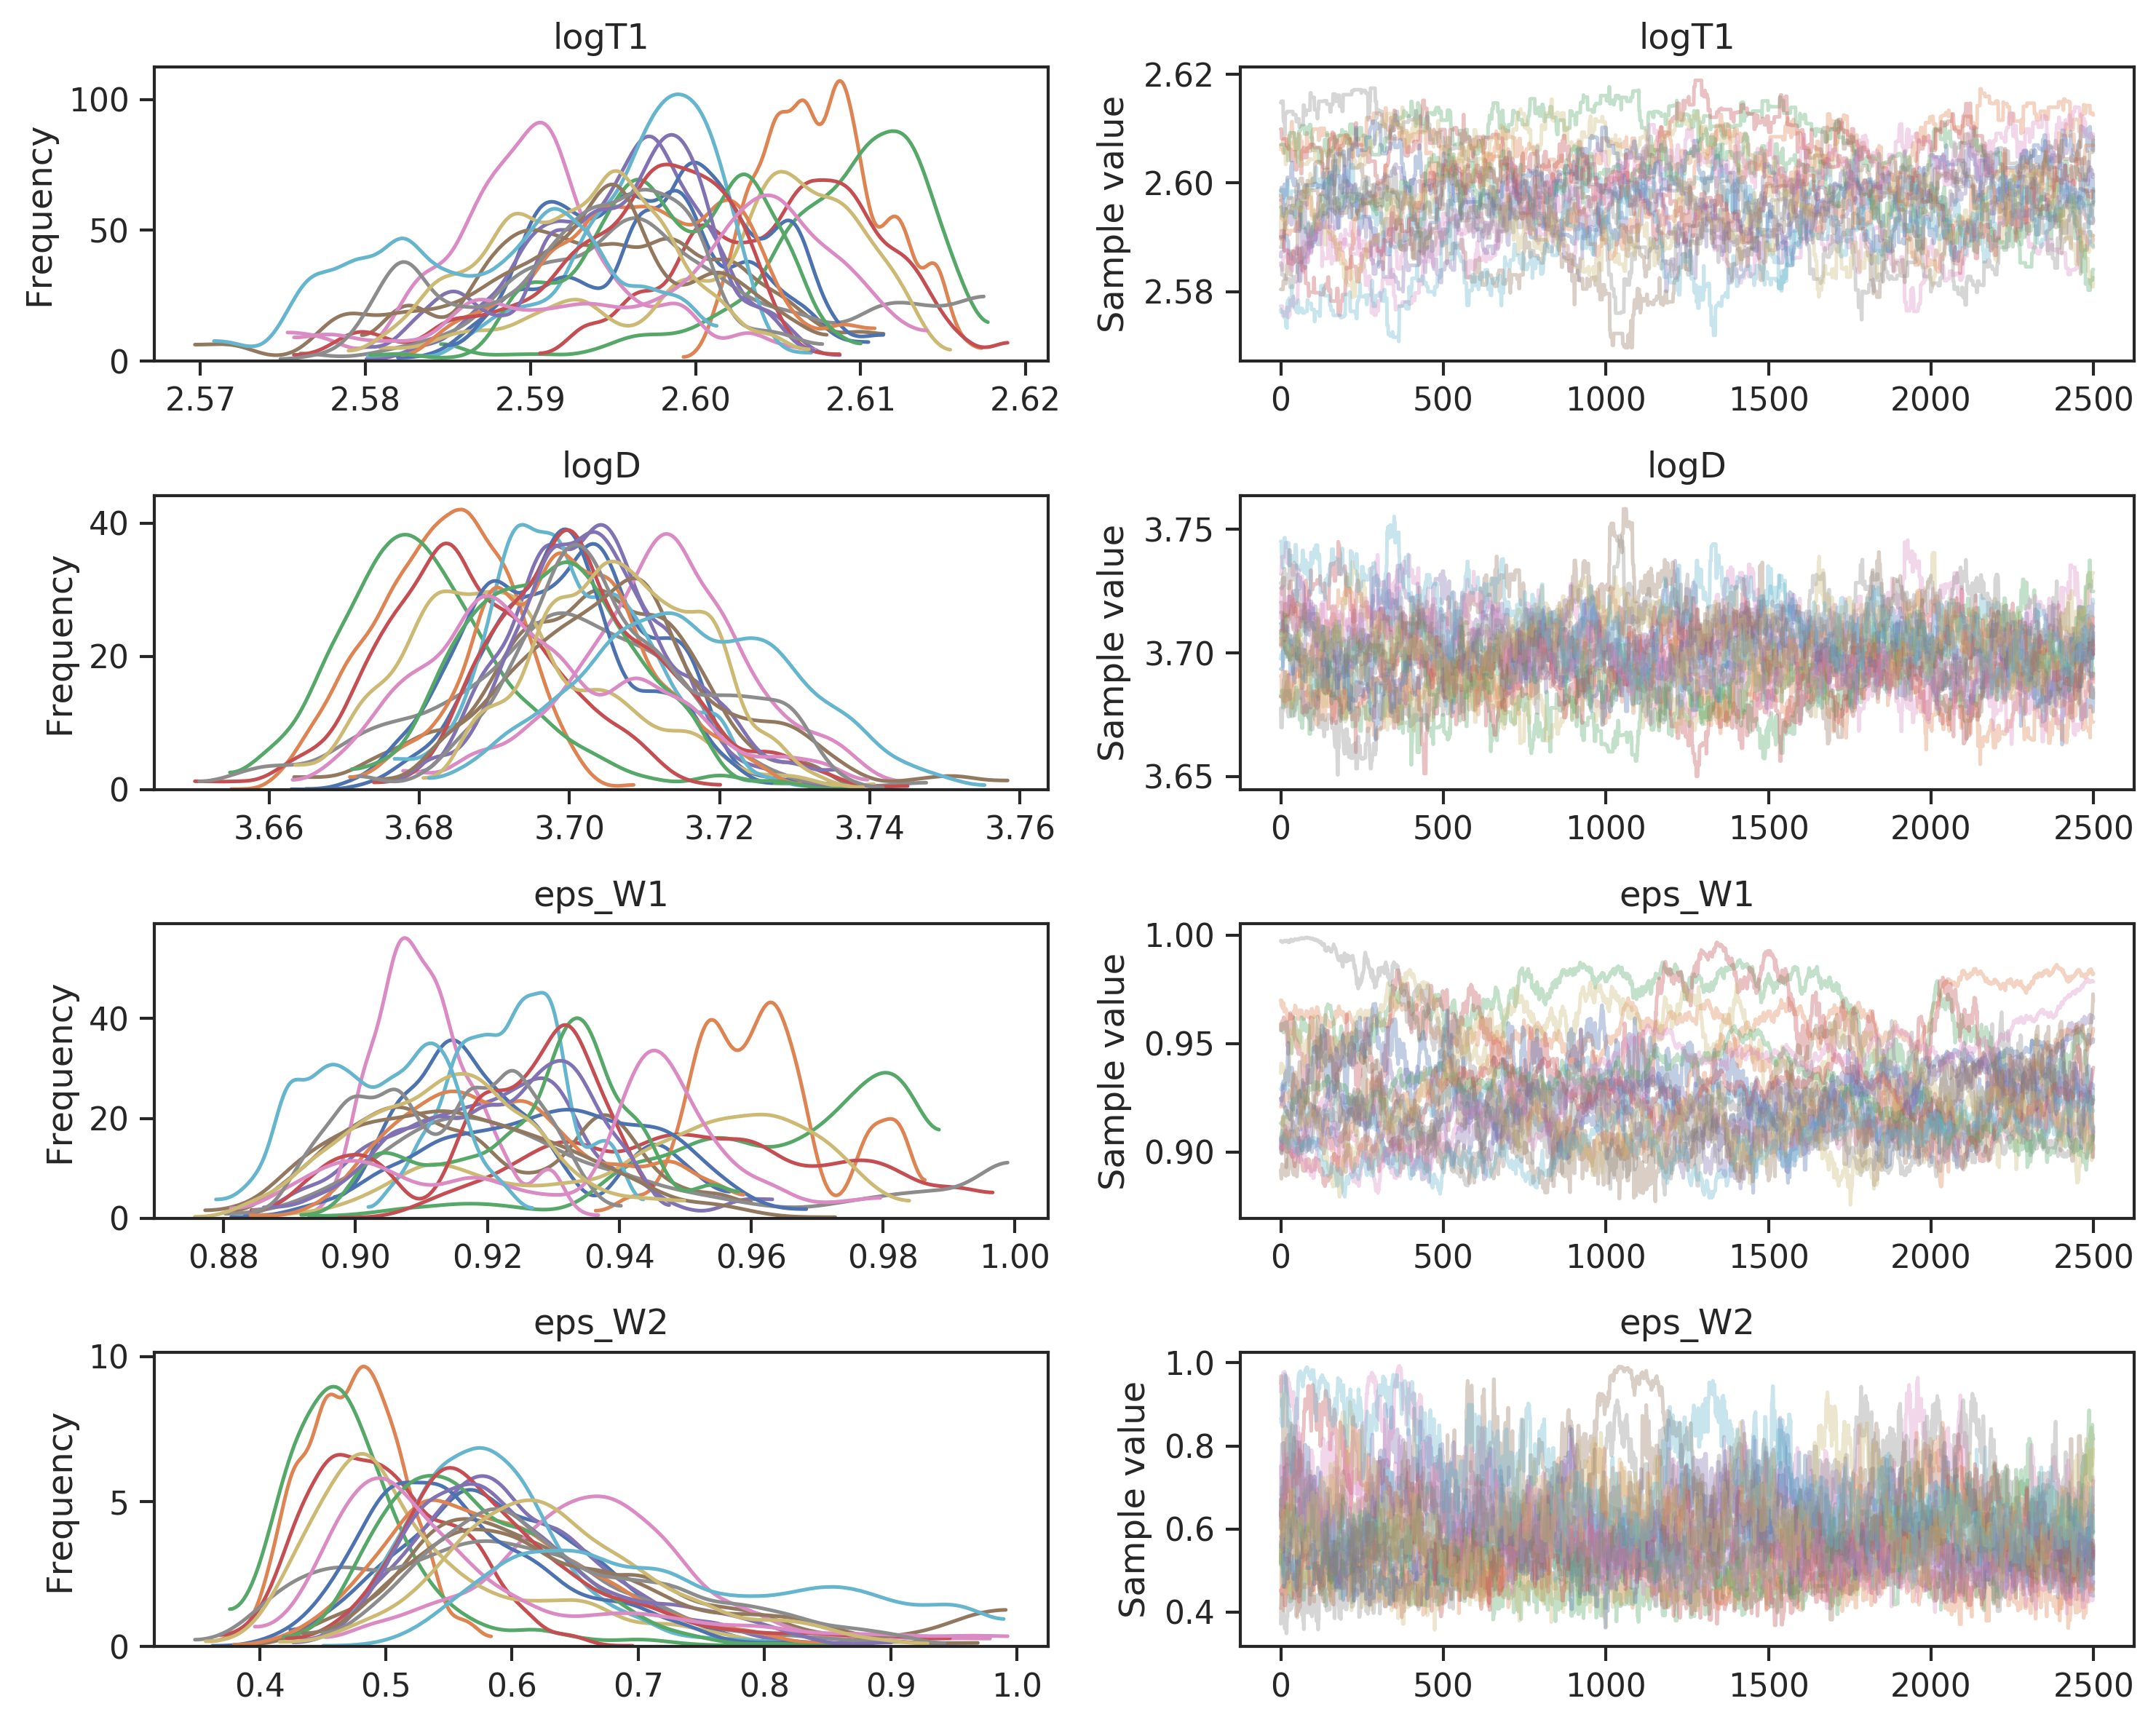 logT1
logT1
Frequency
100
50
0
2.57 2.58 2.59 2.60 2.61 2.62
Sample value
2.62
2.60
2.58
0 500 1000 1500 2000 2500
logD
logD
Frequency
40
20
0
3.66 3.68 3.70 3.72 3.74 3.76
Sample value
3.75
3.70
3.65
0 500 1000 1500 2000 2500
eps_W1
eps_W1
Frequency
40
20
0
0.88 0.90 0.92 0.94 0.96 0.98 1.00
Sample value
1.00
0.95
0.90
0 500 1000 1500 2000 2500
eps_W2
eps_W2
Frequency
10
5
0
0.4 0.5 0.6 0.7 0.8 0.9 1.0
Sample value
1.0
0.8
0.6
0.4
0 500 1000 1500 2000 2500